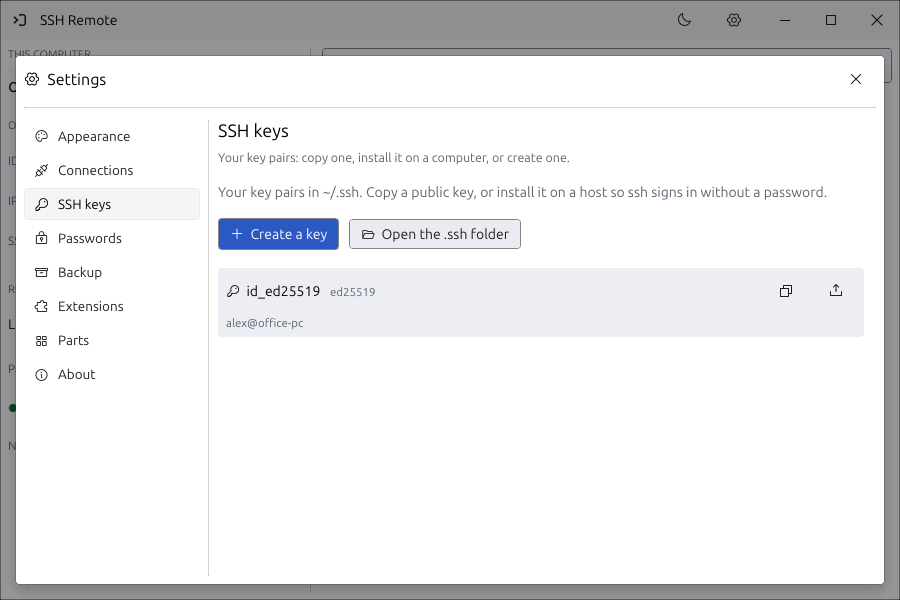 SSH Remote
THIS COMPUTER
Settings
Appearance
Connections
SSH keys
Passwords
Backup
Extensions
Parts
About
SSH keys
Your key pairs: copy one, install it on a computer, or create one.
Your key pairs in ~/.ssh. Copy a public key, or install it on a host so ssh signs in without a password.
Create a key
Open the .ssh folder
id_ed25519 ed25519
alex@office-pc